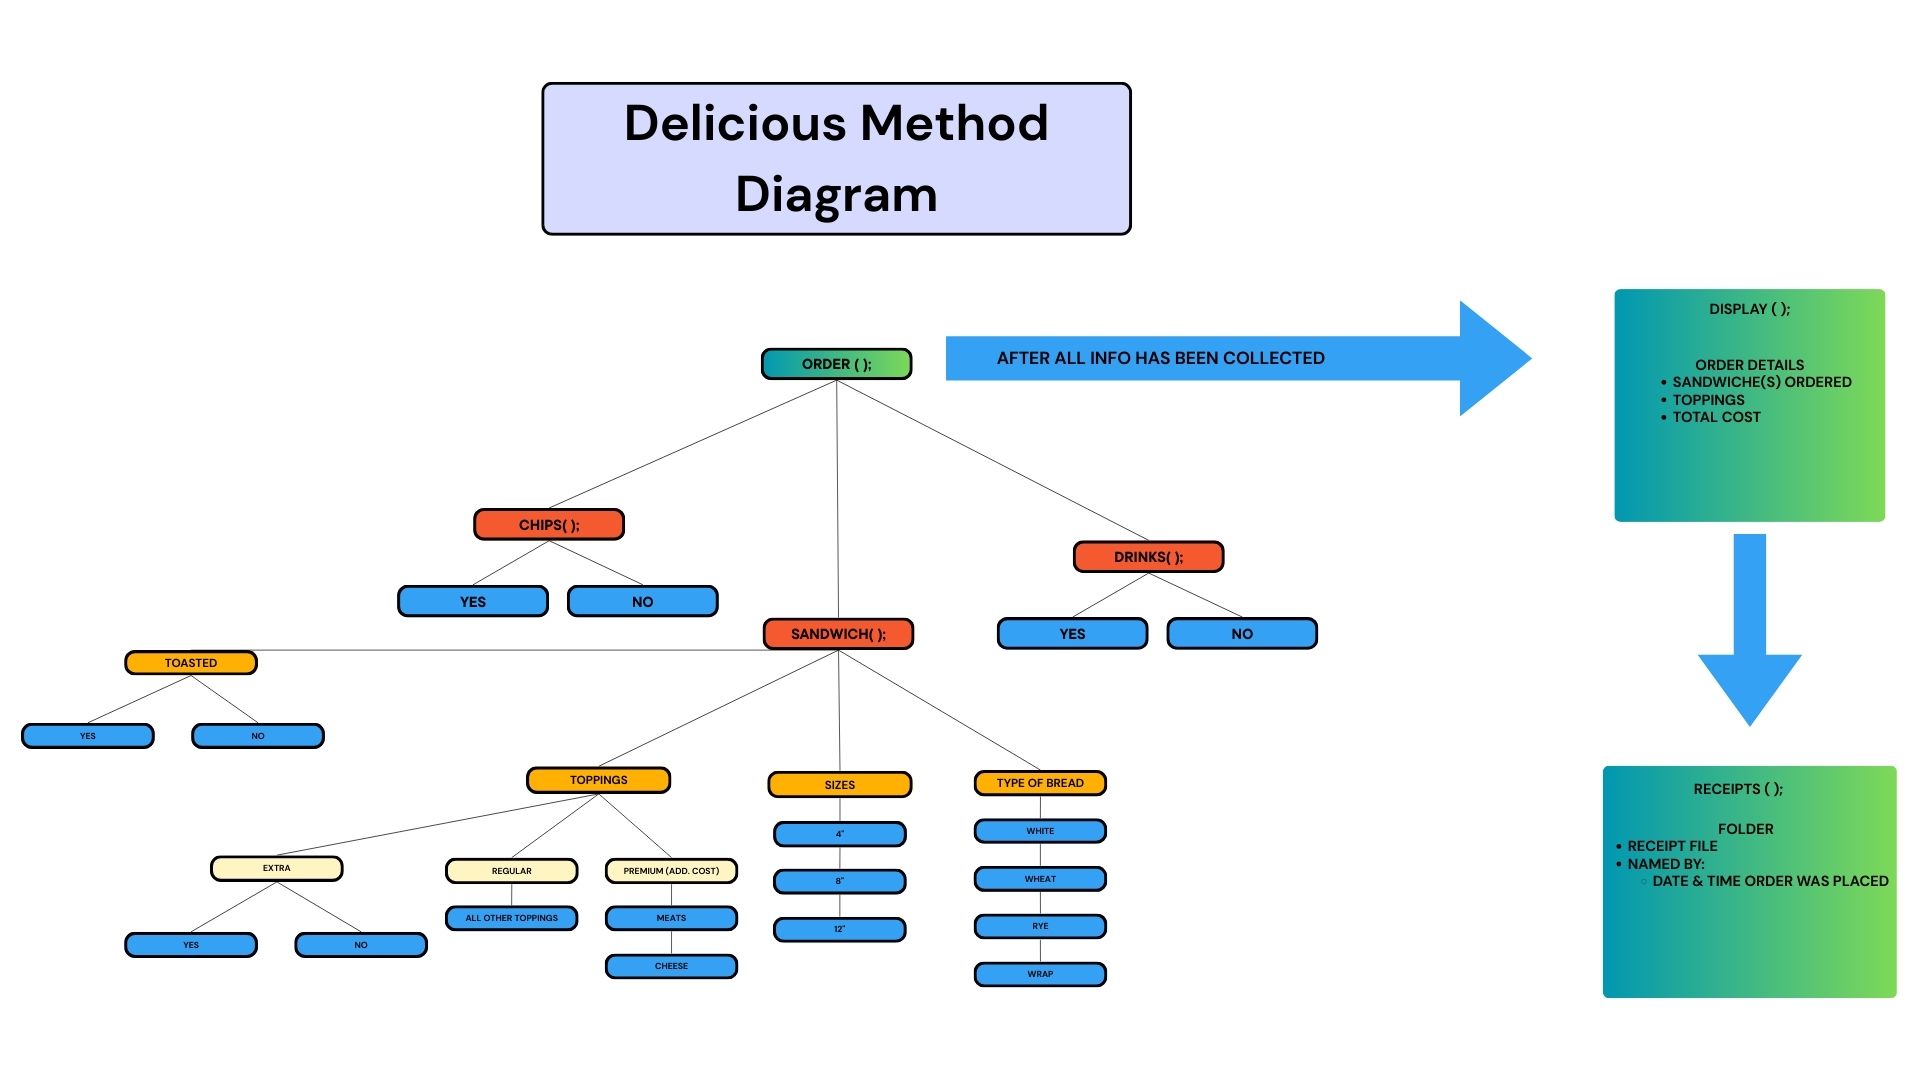 Delicious Method
Diagram
ORDER ( );
AFTER ALL INFO HAS BEEN COLLECTED
DISPLAY ( );
ORDER DETAILS
• SANDWICHE(S) ORDERED
• TOPPINGS
• TOTAL COST
CHIPS( );
YES
NO
DRINKS( );
YES
NO
SANDWICH( );
TOASTED
YES
NO
TOPPINGS
EXTRA
YES
NO
REGULAR
ALL OTHER TOPPINGS
PREMIUM (ADD. COST)
MEATS
CHEESE
SIZES
4"
8"
12"
TYPE OF BREAD
WHITE
WHEAT
RYE
WRAP
RECEIPTS ( );
FOLDER
• RECEIPT FILE
• NAMED BY:
◦ DATE & TIME ORDER WAS PLACED